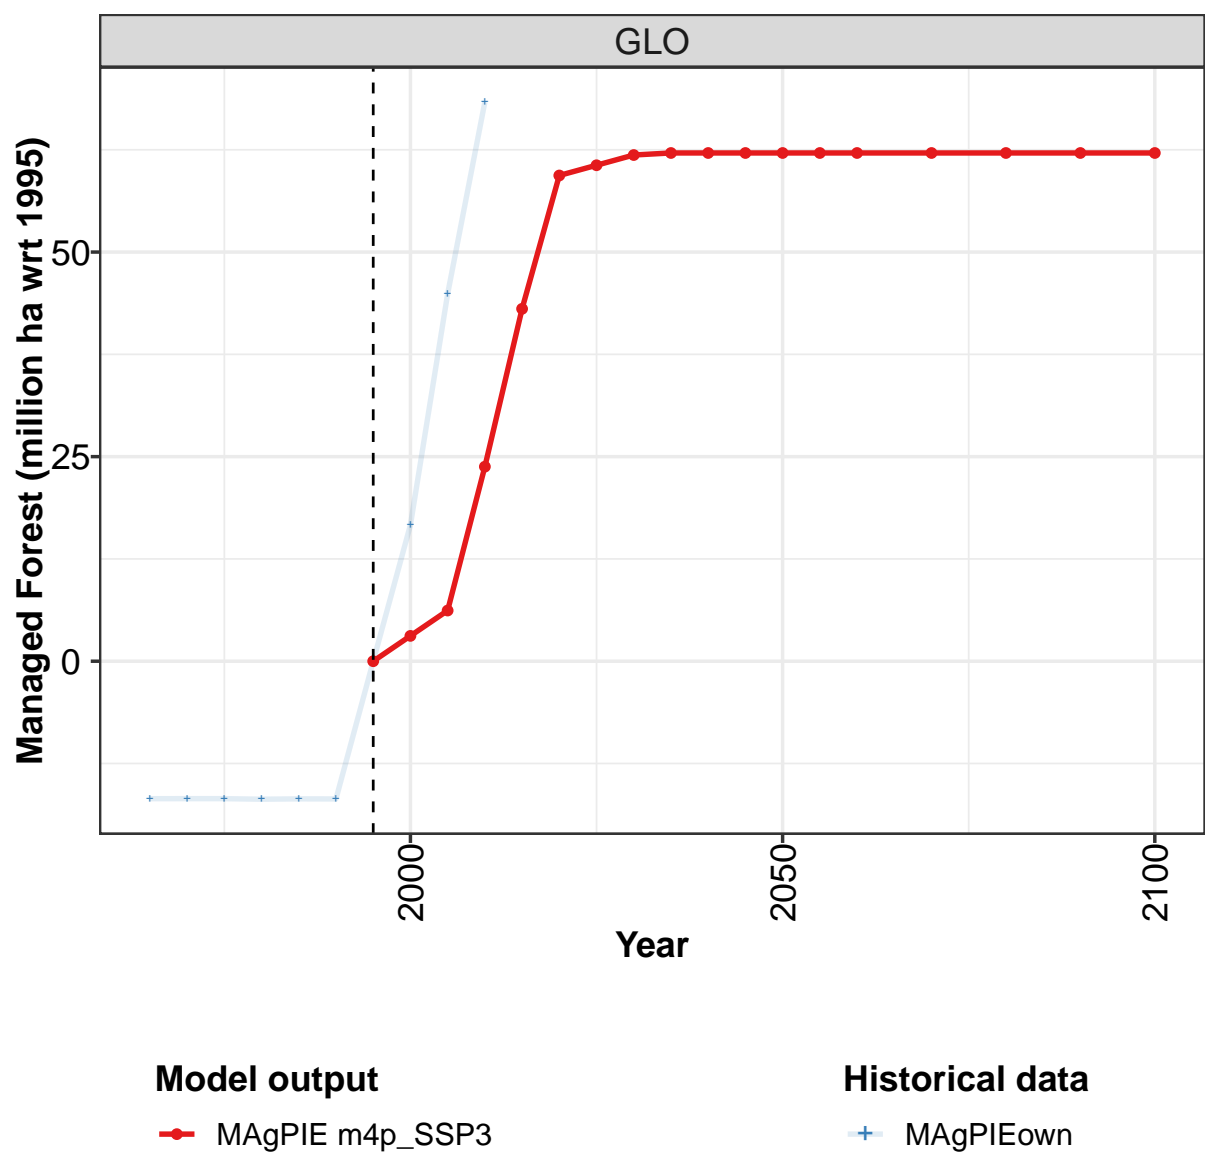 GLO
Managed Forest (million ha wrt 1995)
50
25
0
2000
2050
2100
Year
Model output
MAgPIE m4p_SSP3
Historical data
MAgPIEown